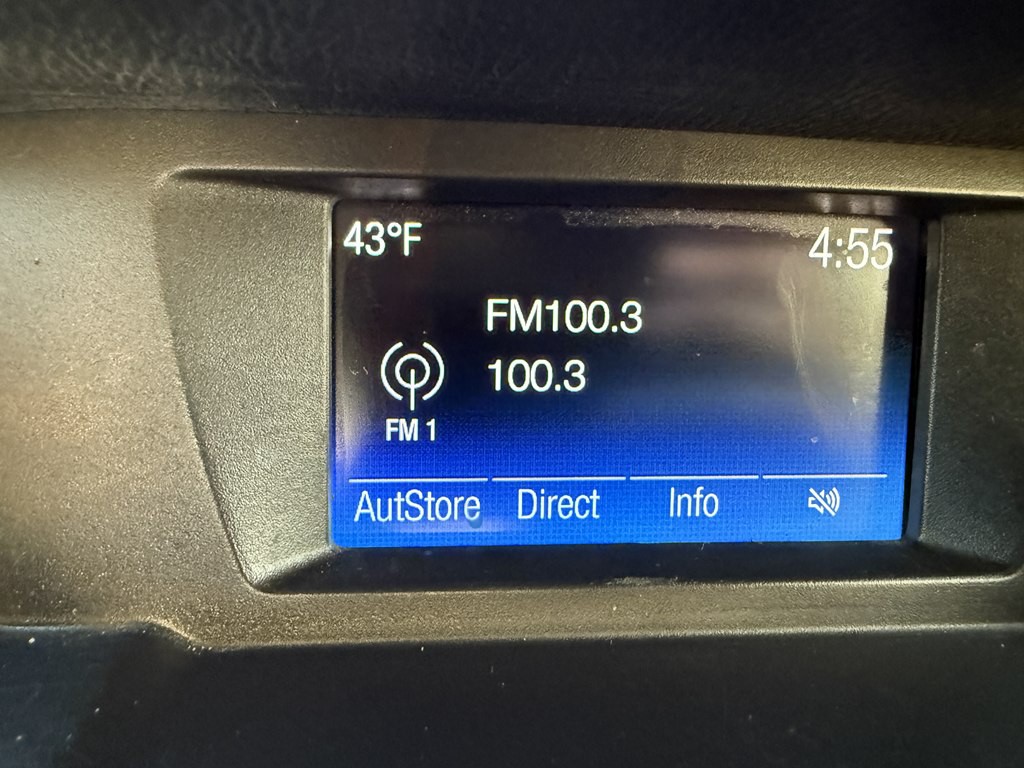 43°F 4:55
FM100.3
100.3
FM 1
AutStore Direct Info